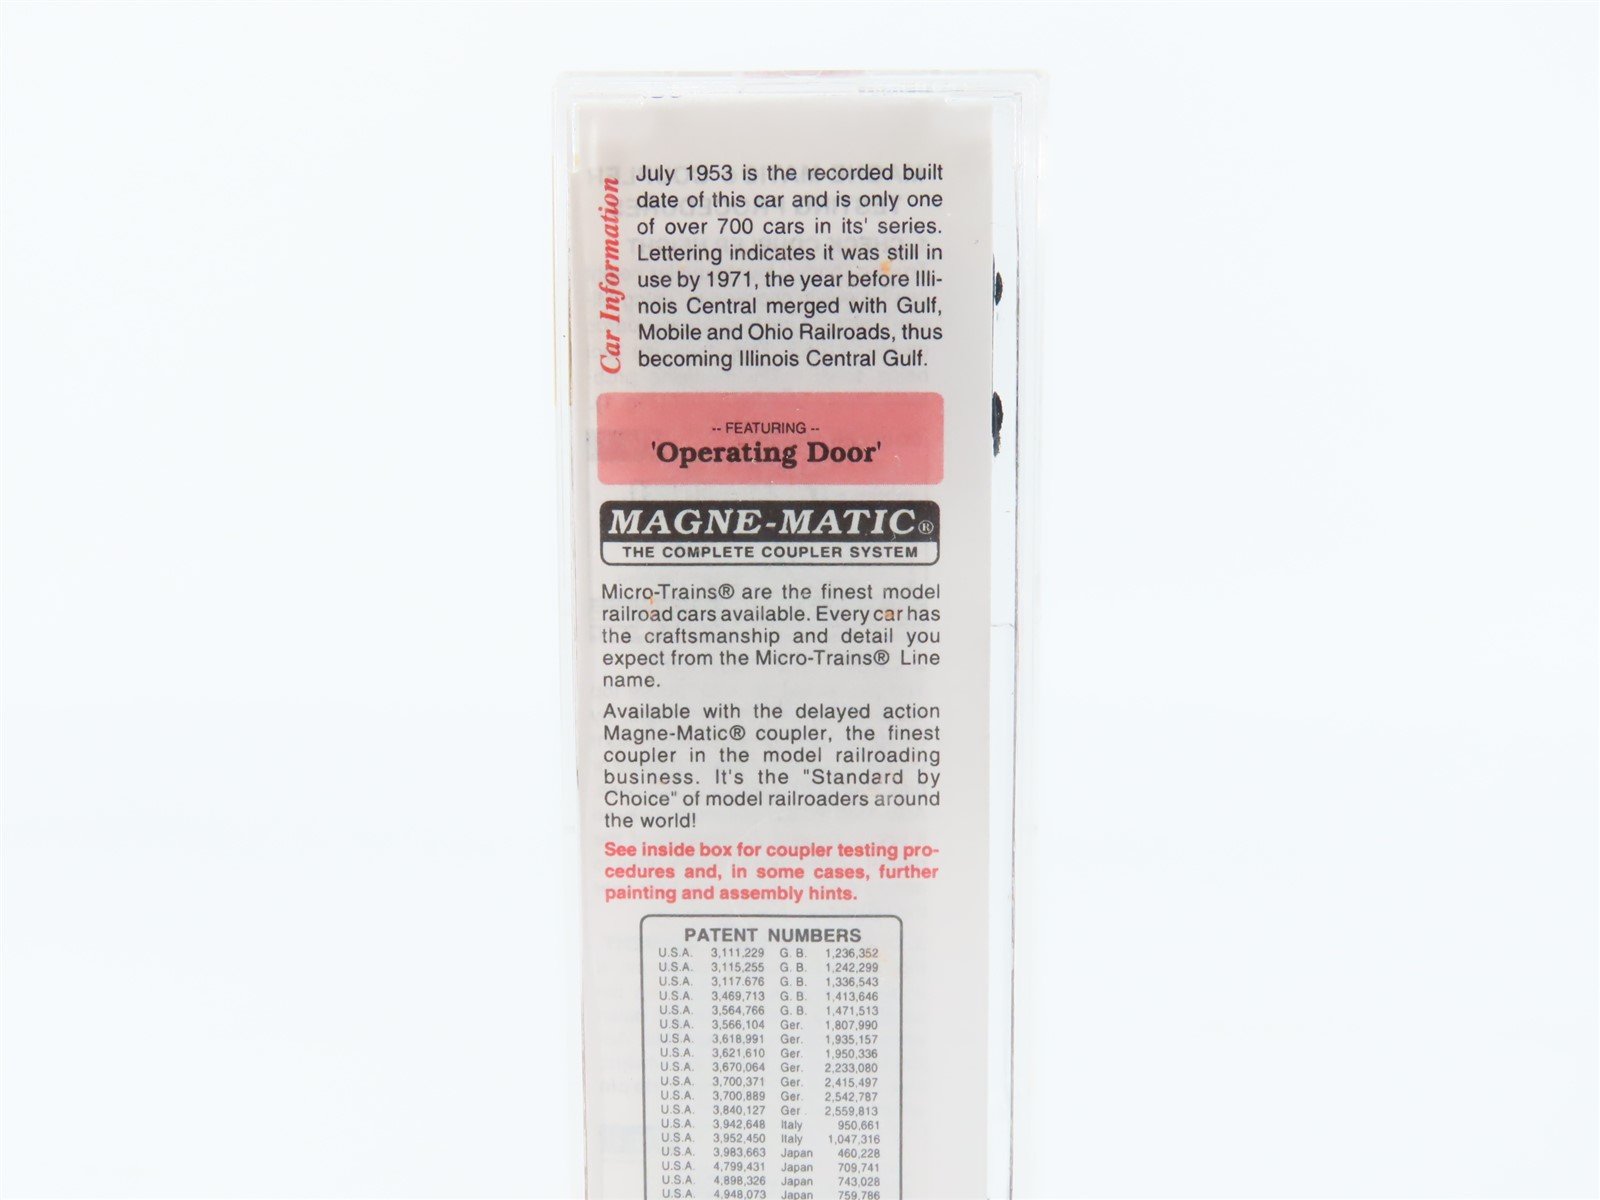 Car Information
July 1953 is the recorded built
date of this car and is only one
of over 700 cars in its' series.
Lettering indicates it was still in
use by 1971, the year before Illi-
nois Central merged with Gulf,
Mobile and Ohio Railroads, thus
becoming Illinois Central Gulf.
-- FEATURING --
'Operating Door'
MAGNE-MATIC®
THE COMPLETE COUPLER SYSTEM
Micro-Trains® are the finest model
railroad cars available. Every car has
the craftsmanship and detail you
expect from the Micro-Trains® Line
name.
Available with the delayed action
Magne-Matic® coupler, the finest
coupler in the model railroading
business. It's the "Standard by
Choice" of model railroaders around
the world!
See inside box for coupler testing pro-
cedures and, in some cases, further
painting and assembly hints.
PATENT NUMBERS
U.S.A. 3,111,229 G. B. 1,236,352
U.S.A. 3,115,255 G. B. 1,242,299
U.S.A. 3,117,676 G. B. 1,336,543
U.S.A. 3,469,713 G. B. 1,413,646
U.S.A. 3,564,766 G. B. 1,471,513
U.S.A. 3,566,104 Ger. 1,807,990
U.S.A. 3,618,991 Ger. 1,935,157
U.S.A. 3,621,610 Ger. 1,950,336
U.S.A. 3,670,064 Ger. 2,233,080
U.S.A. 3,700,371 Ger. 2,415,497
U.S.A. 3,700,889 Ger. 2,542,787
U.S.A. 3,840,127 Ger. 2,559,813
U.S.A. 3,942,648 Italy 950,661
U.S.A. 3,952,450 Italy 1,047,316
U.S.A. 3,983,663 Japan 460,228
U.S.A. 4,799,431 Japan 709,741
U.S.A. 4,898,326 Japan 743,028
U.S.A. 4,948,073 Japan 759,786